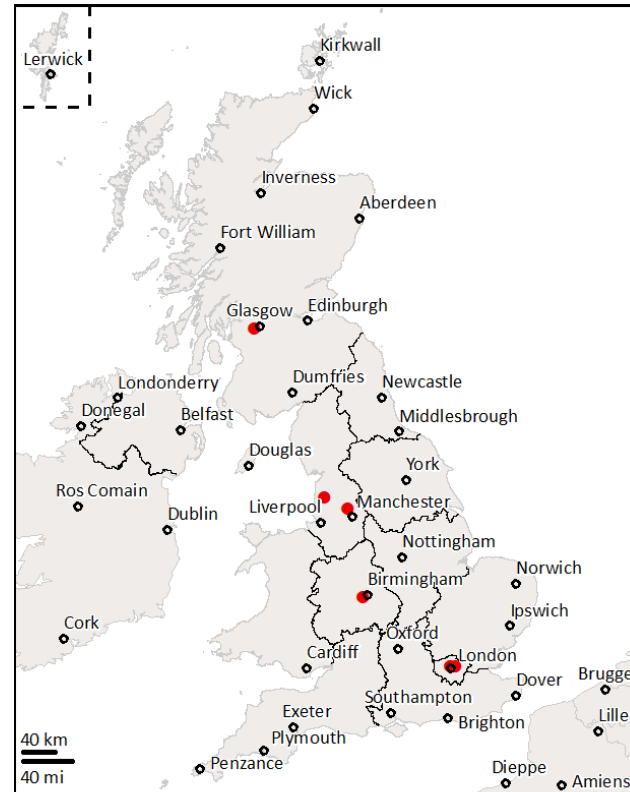 Kirkwall
Lerwick
Wick
Inverness
Aberdeen
Fort William
Glasgow
Edinburgh
Londonderry
Dumfries
Newcastle
Donegal
Belfast
Middlesbrough
Douglas
York
Ros Comain
Liverpool
Manchester
Dublin
Nottingham
Birmingham
Norwich
Cork
Ipswich
Oxford
Cardiff
London
Dover
Brugge
Southampton
Exeter
Brighton
Lille
Plymouth
40 km
Penzance
40 mi
Dieppe
Amiens